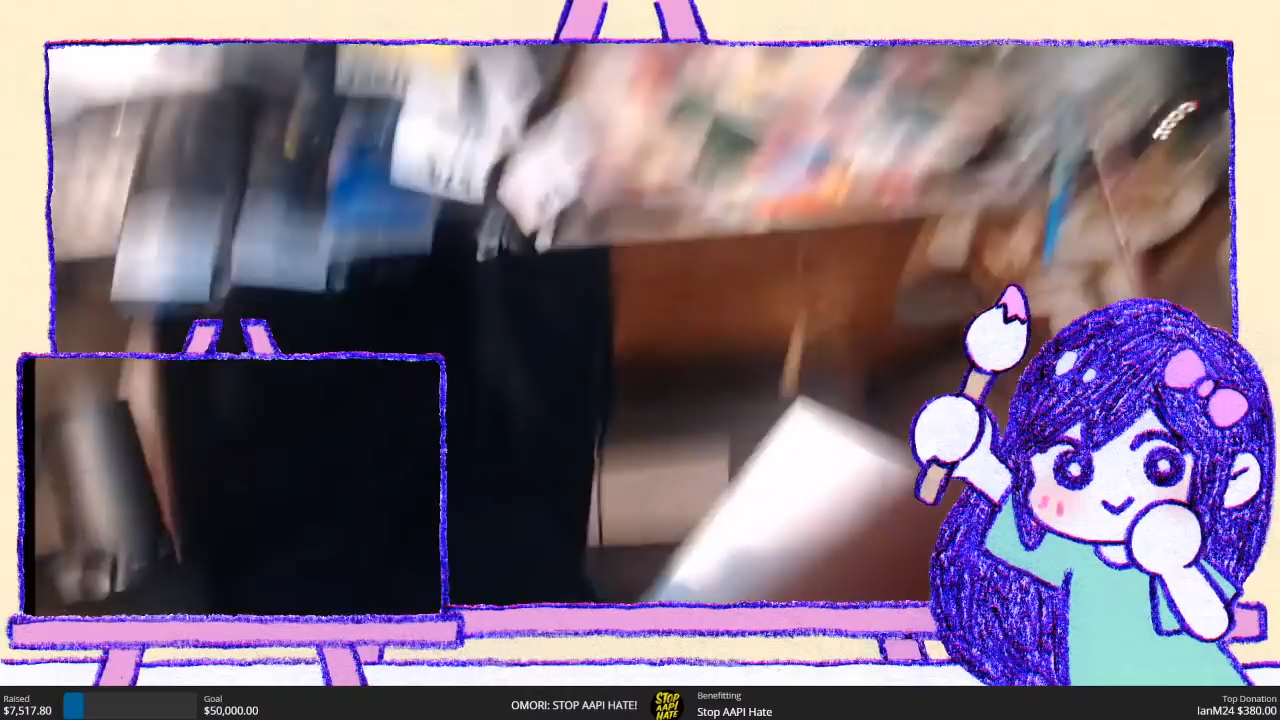 Raised
$7,517.80
Goal
$50,000.00
OMORI: STOP AAPI HATE!
STOP
AAPI
HATE
Benefitting
Stop AAPI Hate
Top Donation
IanM24 $380.00